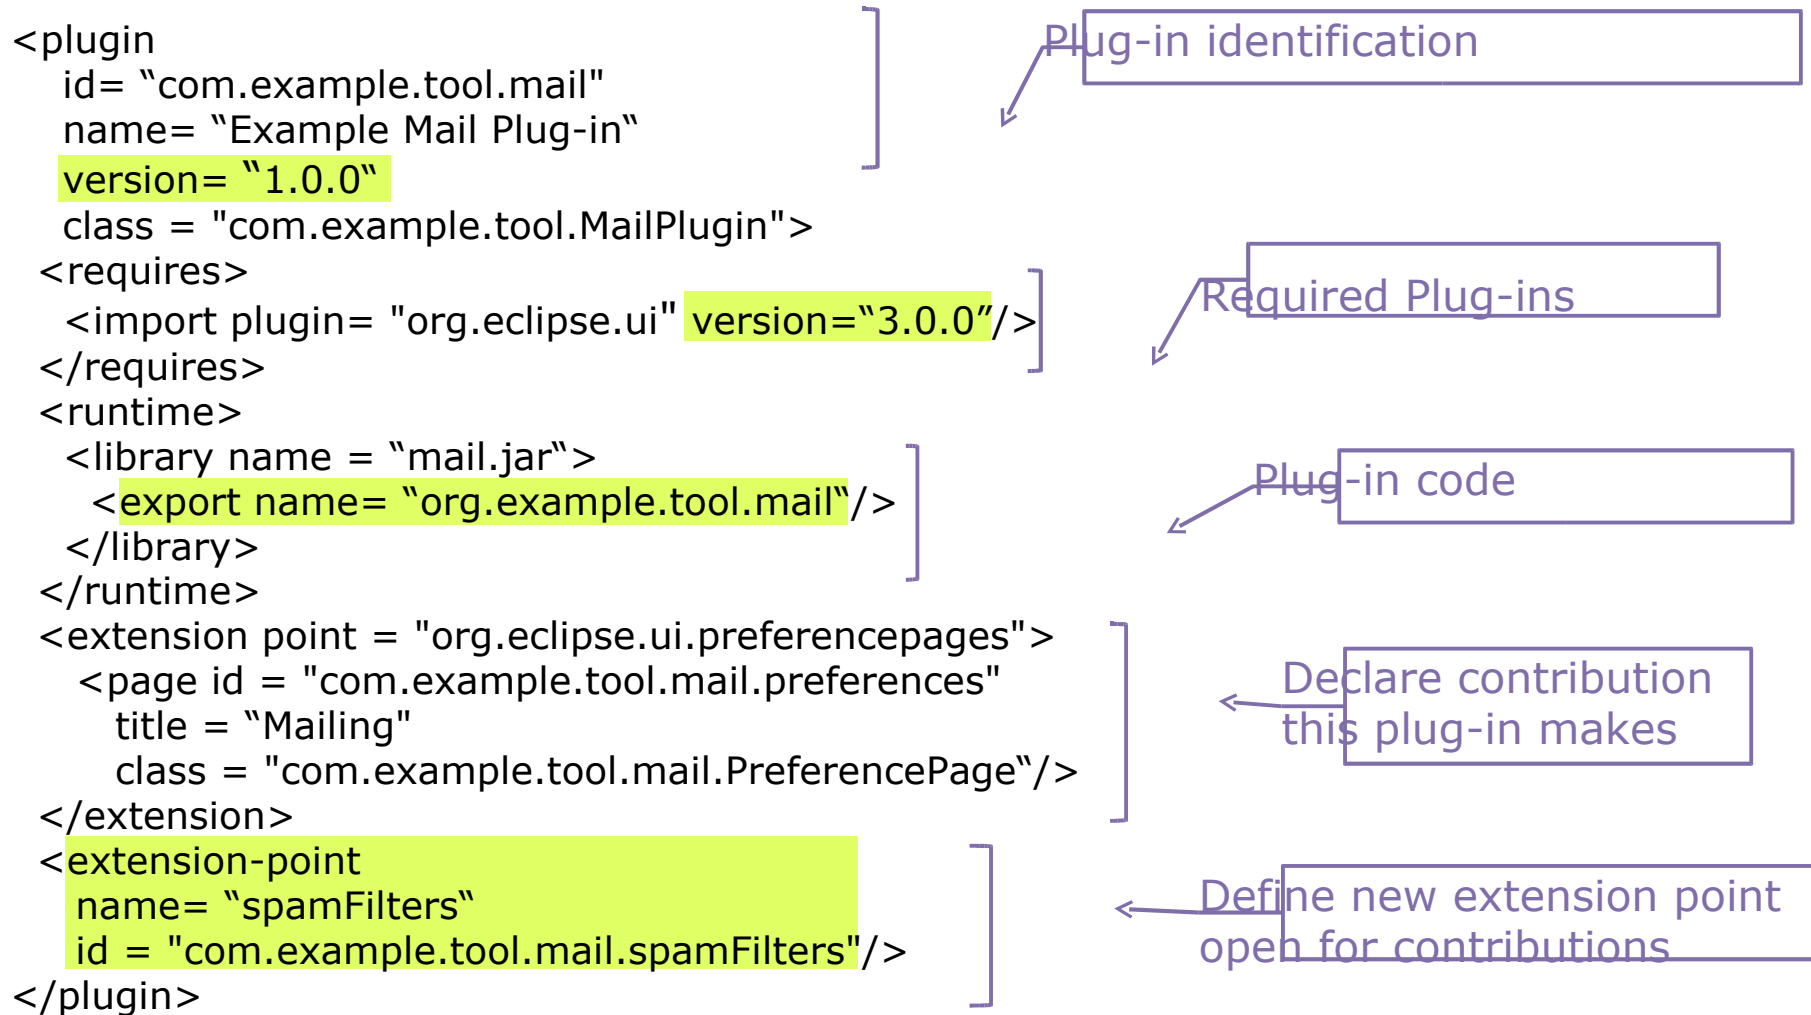 <plugin
id= “com.example.tool.mail"
name= “Example Mail Plug-in“
version= “1.0.0“
class = "com.example.tool.MailPlugin">
<requires>
<import plugin= "org.eclipse.ui" version=“3.0.0”/>
</requires>
<runtime>
<library name = “mail.jar“>
<export name= “org.example.tool.mail“/>
</library>
</runtime>
<extension point = "org.eclipse.ui.preferencepages">
<page id = "com.example.tool.mail.preferences"
title = “Mailing"
class = "com.example.tool.mail.PreferencePage“/>
</extension>
<extension-point
name= “spamFilters“
id = "com.example.tool.mail.spamFilters"/>
</plugin>
Plug-in identification
Required Plug-ins
Plug-in code
Declare contribution
this plug-in makes
Define new extension point
open for contributions